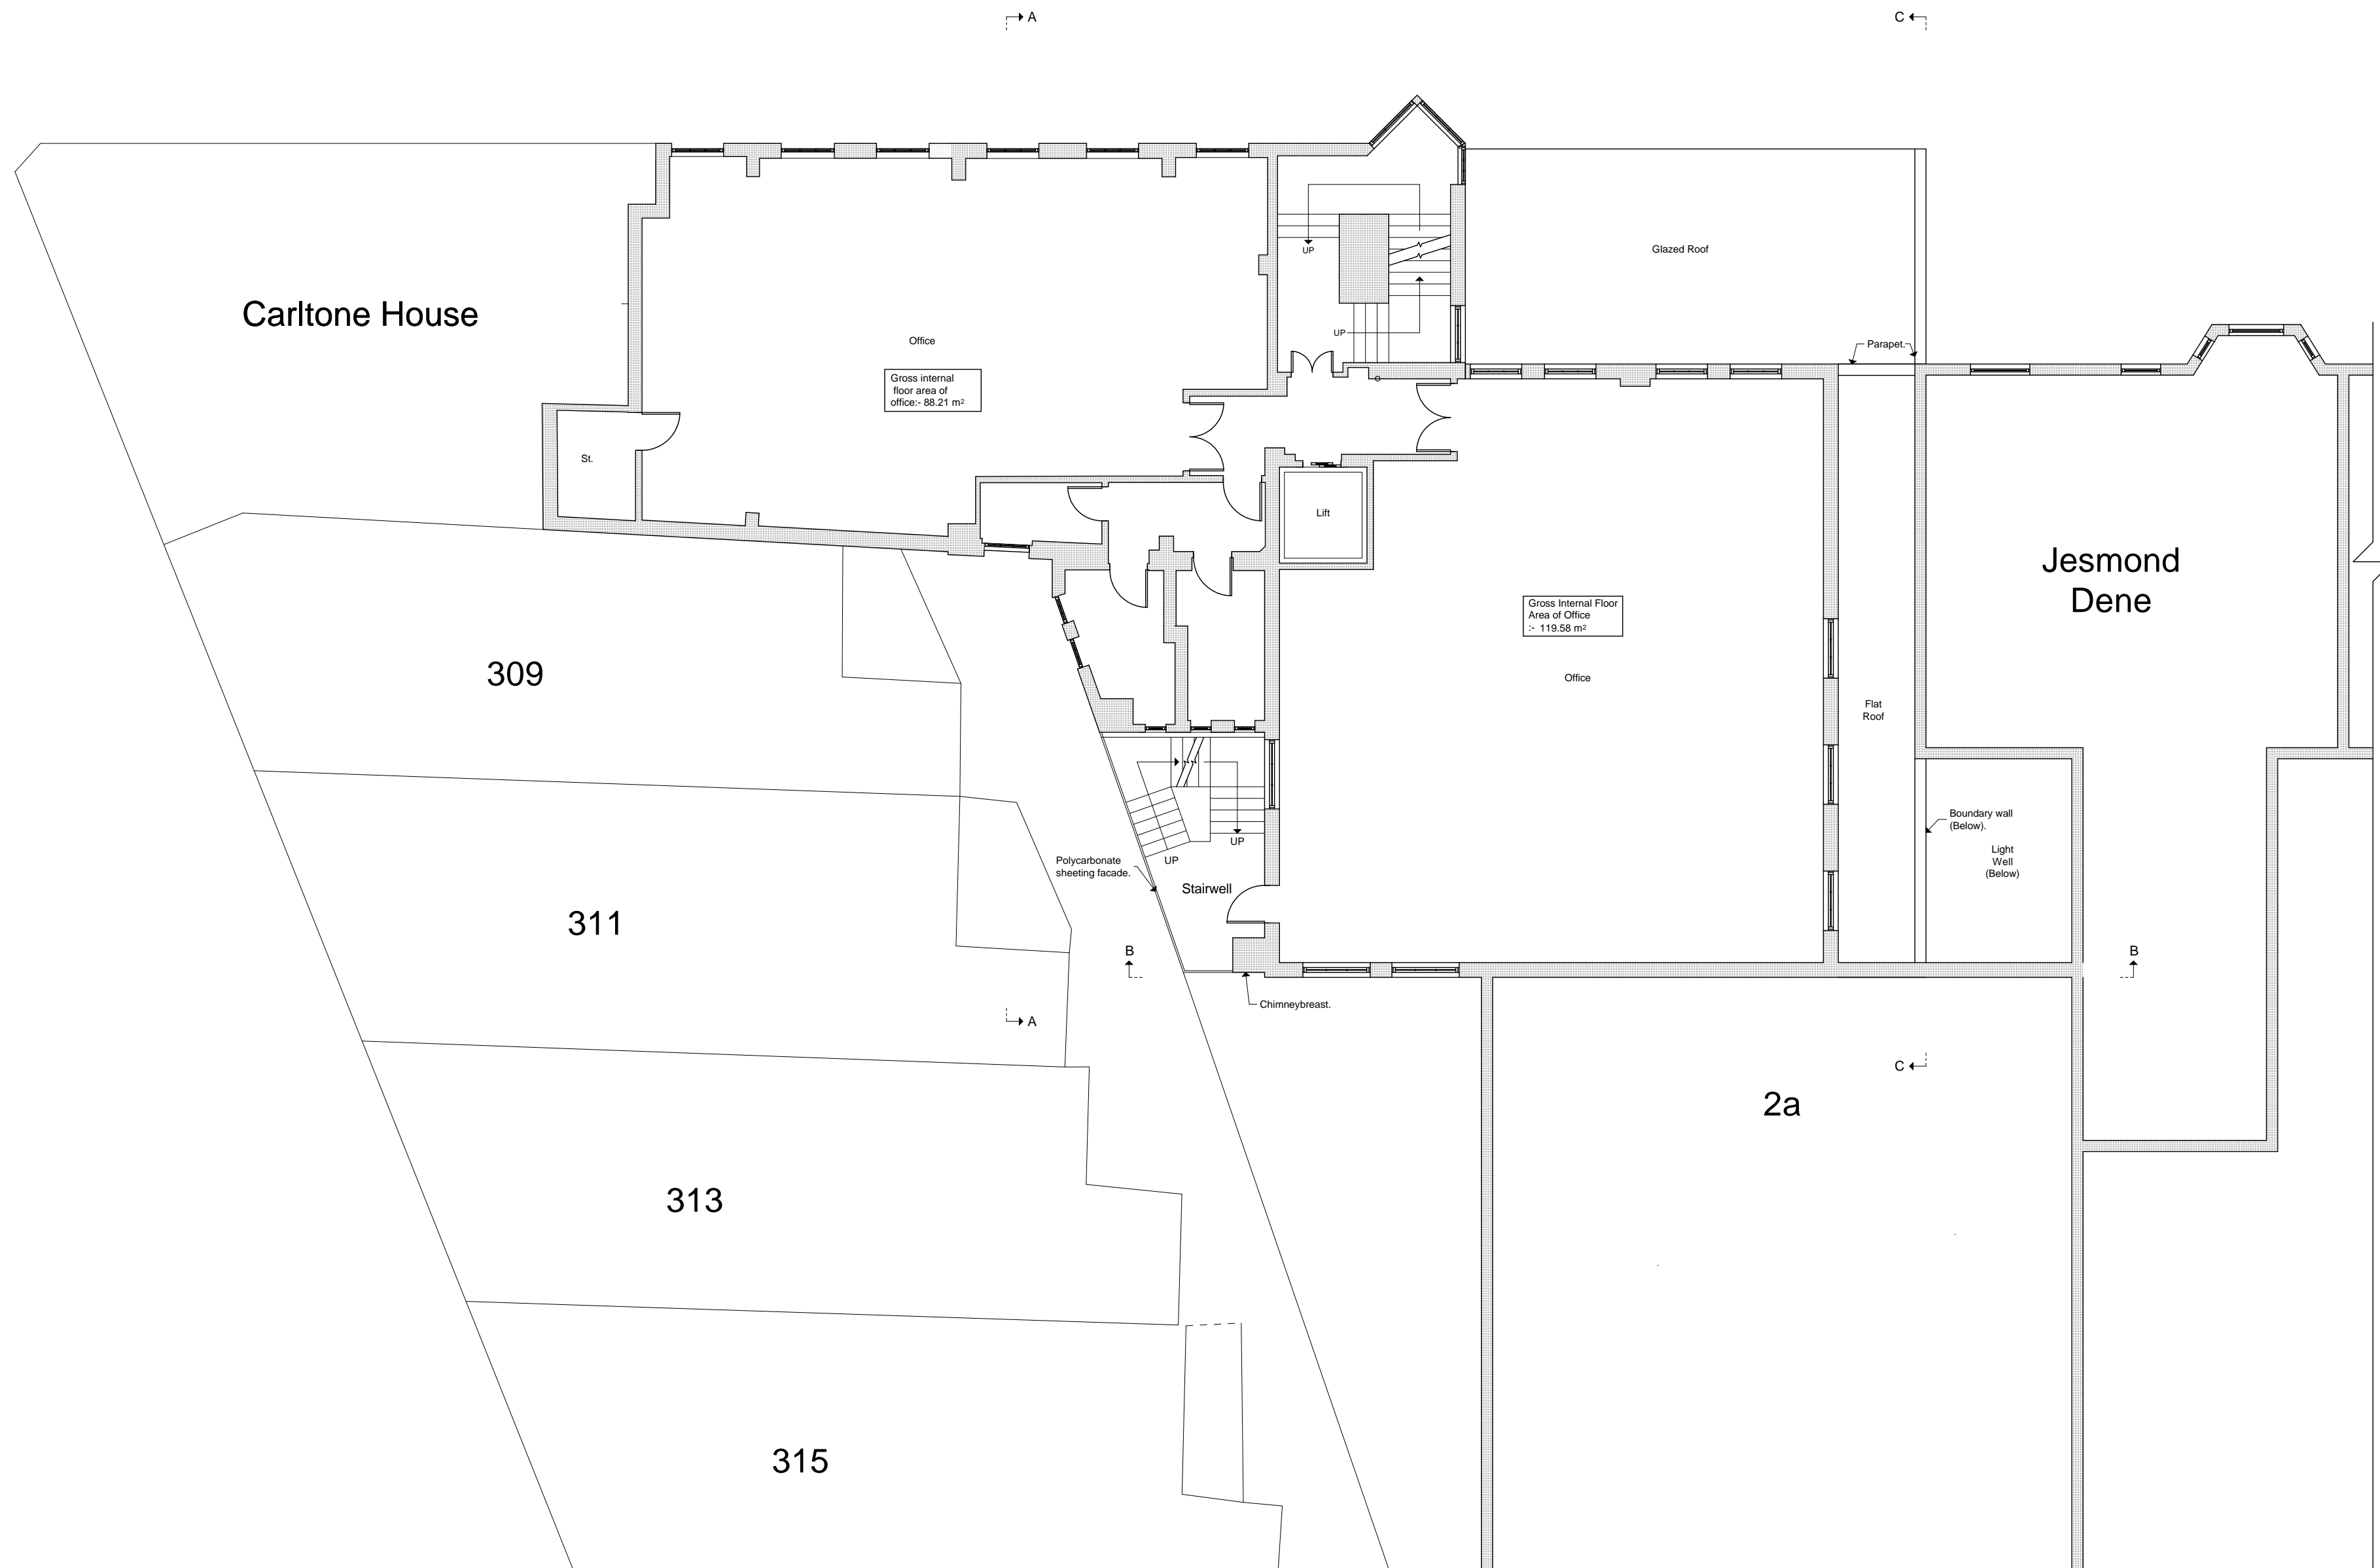 A
C
UP
Glazed Roof
Carltone House
UP
Office
Parapet.
Gross internal
floor area of
office:- 88.21 m²
St.
Lift
Jesmond
Dene
Gross Internal Floor
Area of Office
:- 119.58 m²
309
Office
Flat
Roof
Boundary wall
(Below).
UP
UP
Light
Well
(Below)
Polycarbonate
sheeting facade.
Stairwell
311
B
B
Chimneybreast.
A
C
2a
313
315